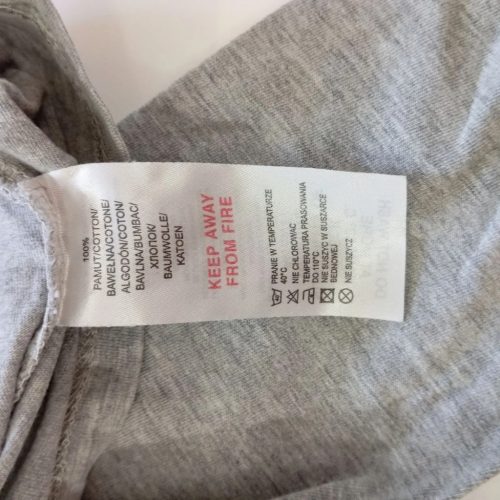 100%
PAMUT/COTTON/
BAWEŁNA/COTONE/
ALGODÓN/COTON/
BAVLNA/BUMBAC/
ХЛОПОК/
BAUMWOLLE/
KATOEN
KEEP AWAY
FROM FIRE
PRANIE W TEMPERATURZE
40°C
NIE CHLOROWAĆ
TEMPERATURA PRASOWANIA
DO 110°C
NIE SUSZYĆ W SUSZARCE
BĘBNOWEJ
NIE SUSZYĆ